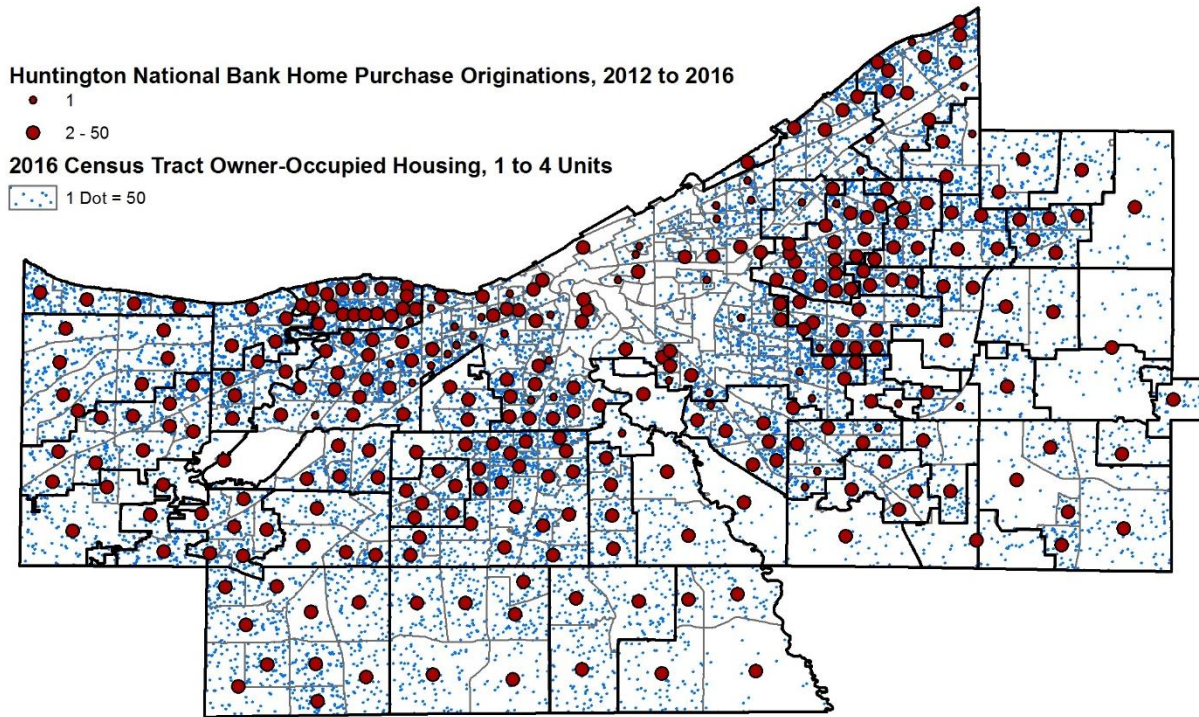 Huntington National Bank Home Purchase Originations, 2012 to 2016
1
2 - 50
2016 Census Tract Owner-Occupied Housing, 1 to 4 Units
1 Dot = 50